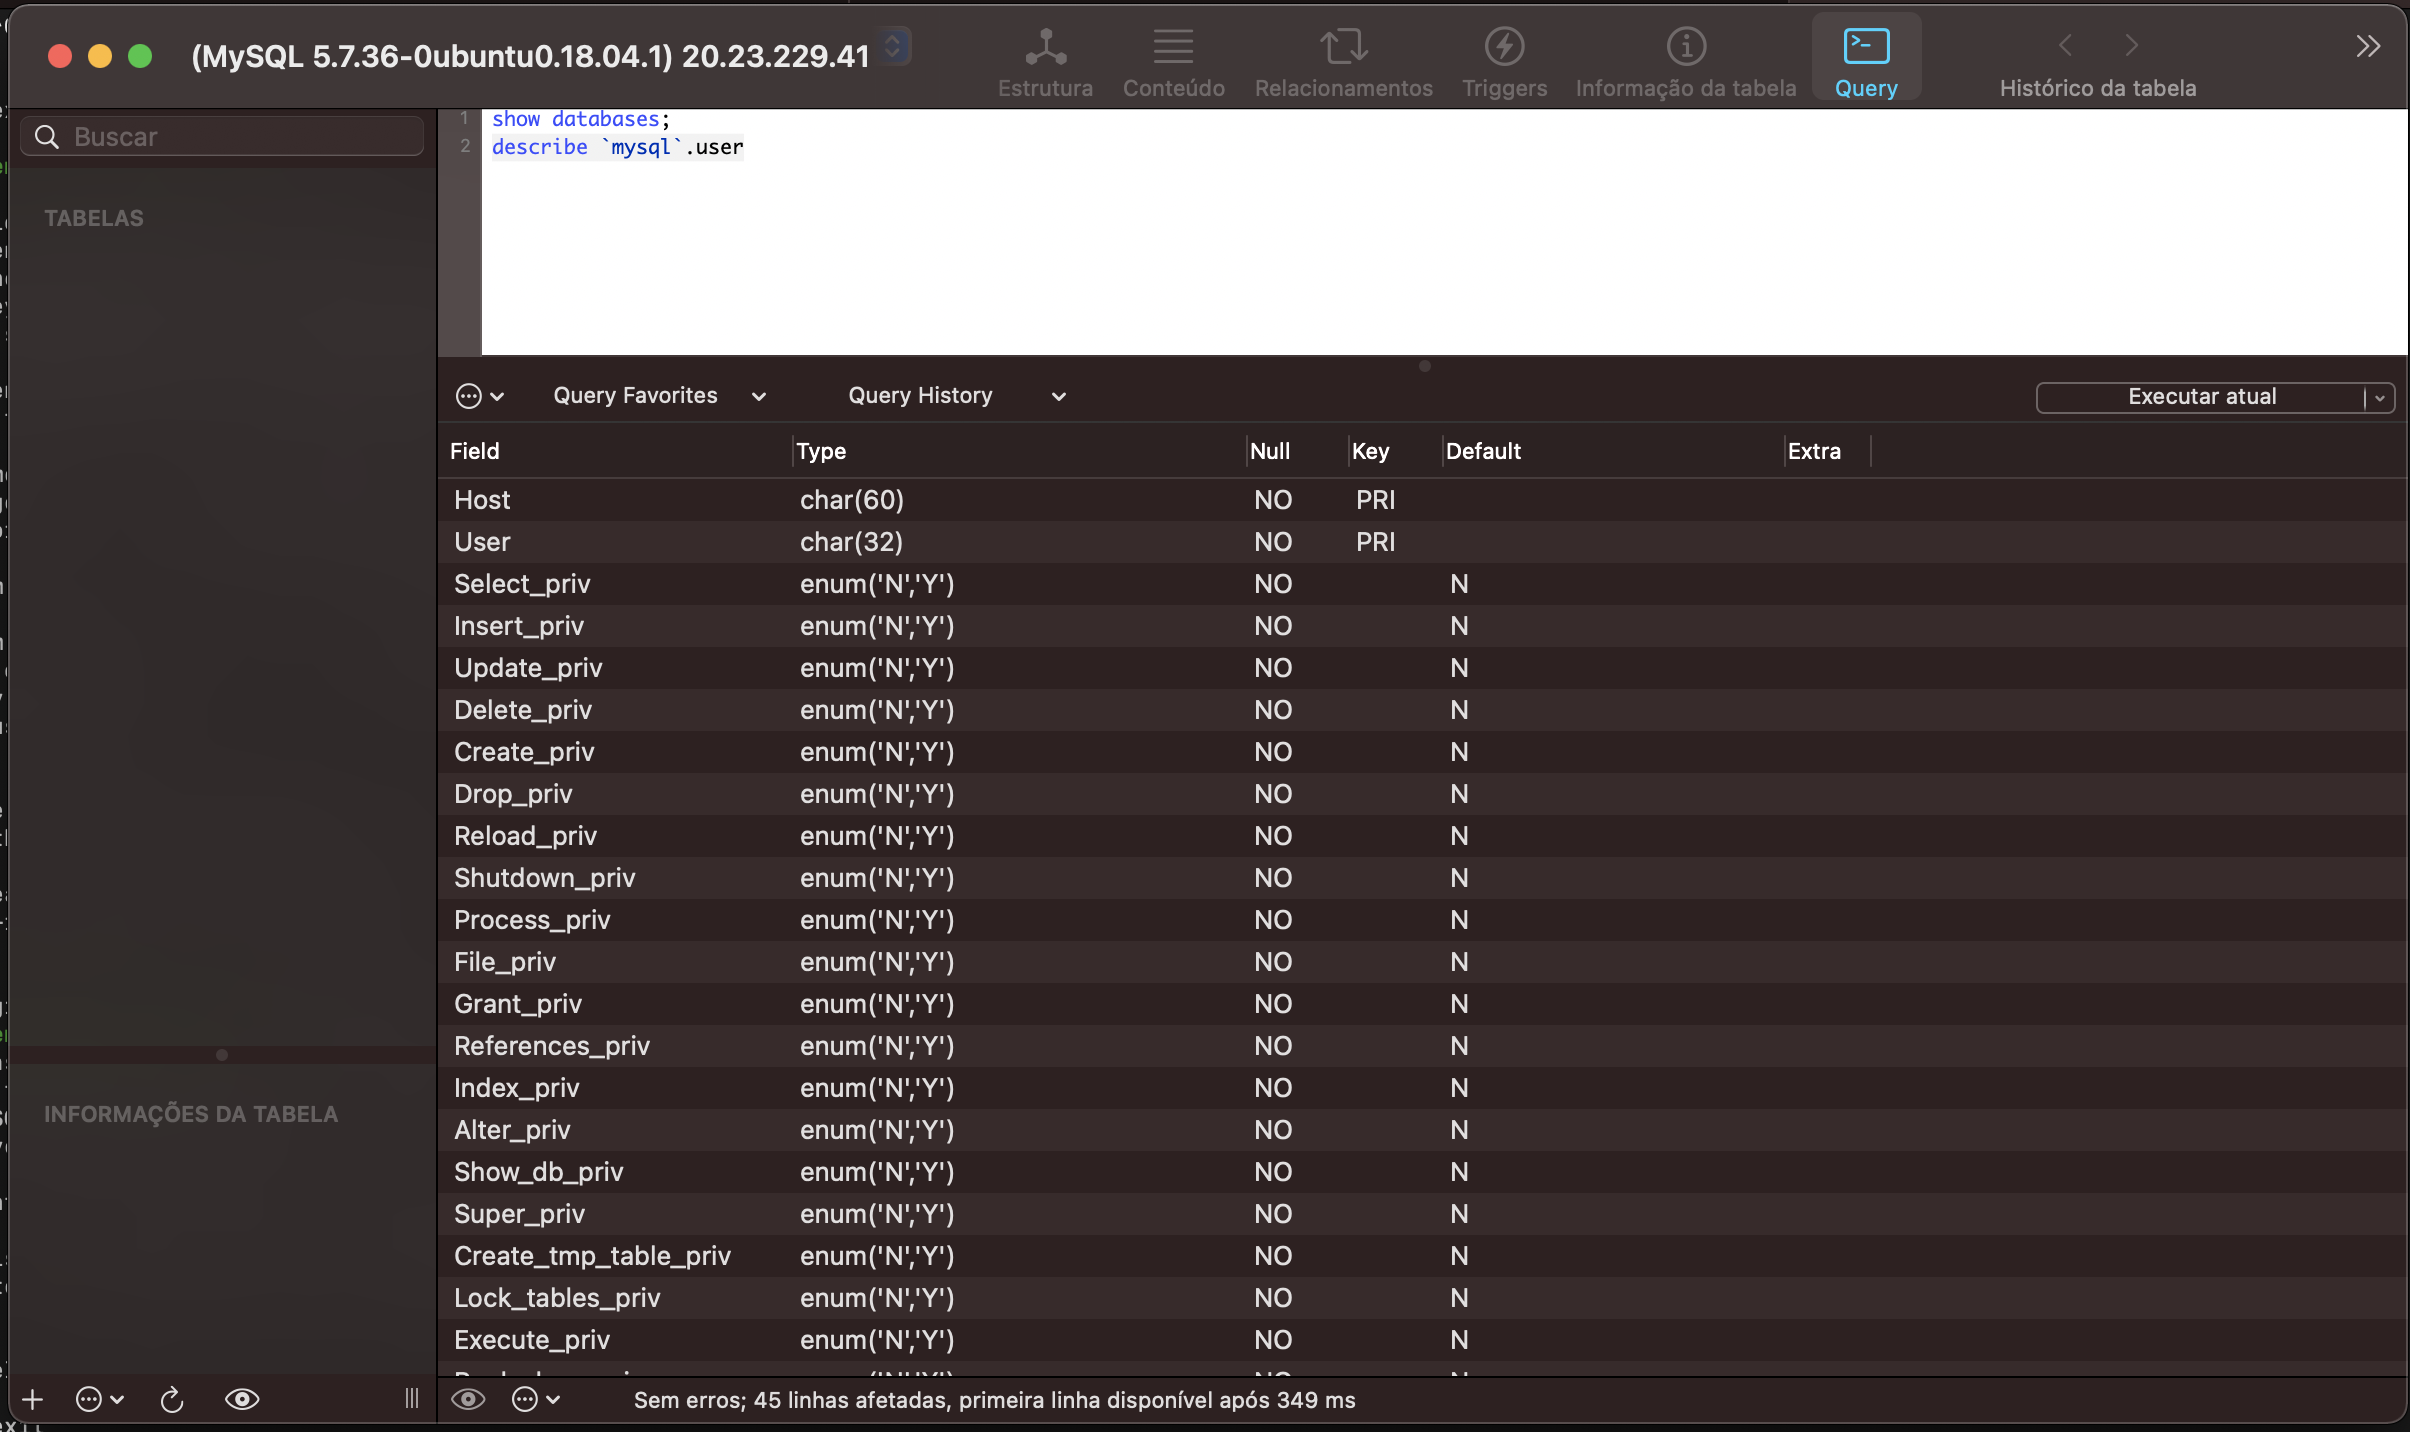 (MySQL 5.7.36-0ubuntu0.18.04.1) 20.23.229.41
Estrutura
Conteúdo
Relacionamentos
Triggers
Informação da tabela
Query
Histórico da tabela
Buscar
TABELAS
1 show databases;
2 describe `mysql`.user
Query Favorites
Query History
Executar atual
Field Type Null Key Default Extra
Host char(60) NO PRI
User char(32) NO PRI
Select_priv enum('N','Y') NO N
Insert_priv enum('N','Y') NO N
Update_priv enum('N','Y') NO N
Delete_priv enum('N','Y') NO N
Create_priv enum('N','Y') NO N
Drop_priv enum('N','Y') NO N
Reload_priv enum('N','Y') NO N
Shutdown_priv enum('N','Y') NO N
Process_priv enum('N','Y') NO N
File_priv enum('N','Y') NO N
Grant_priv enum('N','Y') NO N
References_priv enum('N','Y') NO N
Index_priv enum('N','Y') NO N
Alter_priv enum('N','Y') NO N
Show_db_priv enum('N','Y') NO N
Super_priv enum('N','Y') NO N
Create_tmp_table_priv enum('N','Y') NO N
Lock_tables_priv enum('N','Y') NO N
Execute_priv enum('N','Y') NO N
INFORMAÇÕES DA TABELA
Sem erros; 45 linhas afetadas, primeira linha disponível após 349 ms